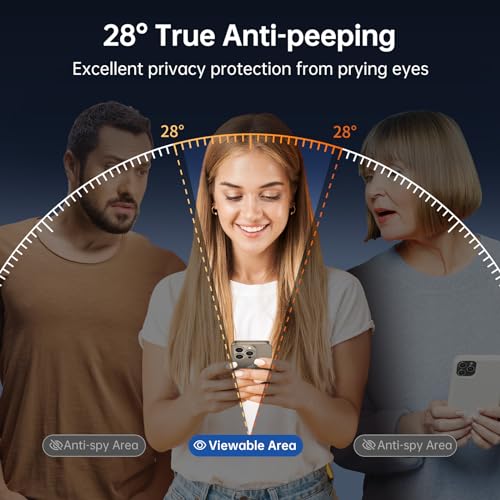 28° True Anti-peeping
Excellent privacy protection from prying eyes
28° 28°
Anti-spy Area
Viewable Area
Anti-spy Area